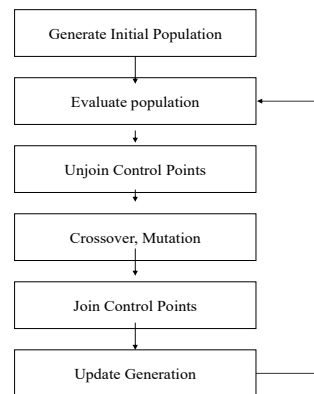 Generate Initial Population
Evaluate population
Unjoin Control Points
Crossover, Mutation
Join Control Points
Update Generation